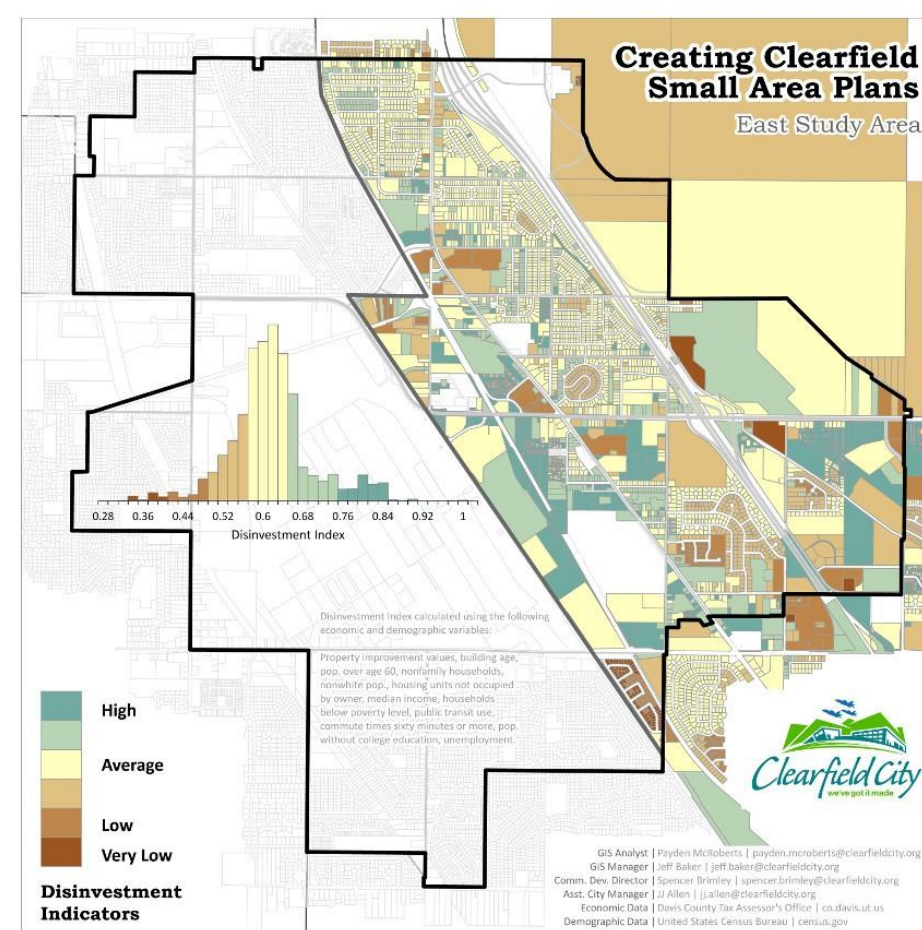 Creating Clearfield
Small Area Plans
East Study Area
0.28 0.36 0.44 0.52 0.6 0.68 0.76 0.84 0.92 1
Disinvestment Index
Disinvestment Index calculated using the following
economic and demographic variables:
Property improvement values, building age,
pop. over age 60, nonfamily households,
nonwhite pop., housing units not occupied
by owner, median income, households
below poverty level, public transit use,
commute times sixty minutes or more, pop.
without college education, unemployment.
High
Average
Low
Very Low
Disinvestment
Indicators
Clearfield City
we've got it made
GIS Analyst | Payden McRoberts | payden.mcroberts@clearfieldcity.org
GIS Manager | Jeff Baker | jeff.baker@clearfieldcity.org
Comm. Dev. Director | Spencer Brimley | spencer.brimley@clearfieldcity.org
Asst. City Manager | JJ Allen | jj.allen@clearfieldcity.org
Economic Data | Davis County Tax Assessor's Office | co.davis.ut.us
Demographic Data | United States Census Bureau | census.gov